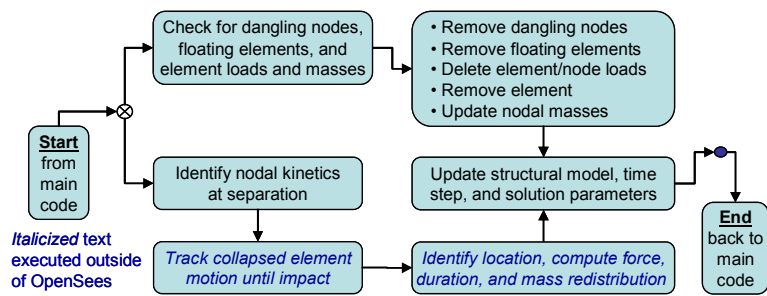 Check for dangling nodes,
floating elements, and
element loads and masses
• Remove dangling nodes
• Remove floating elements
• Delete element/node loads
• Remove element
• Update nodal masses
Start
from
main
code
Identify nodal kinetics
at separation
Update structural model, time
step, and solution parameters
End
back to
main
code
Italicized text
executed outside
of OpenSees
Track collapsed element
motion until impact
Identify location, compute force,
duration, and mass redistribution